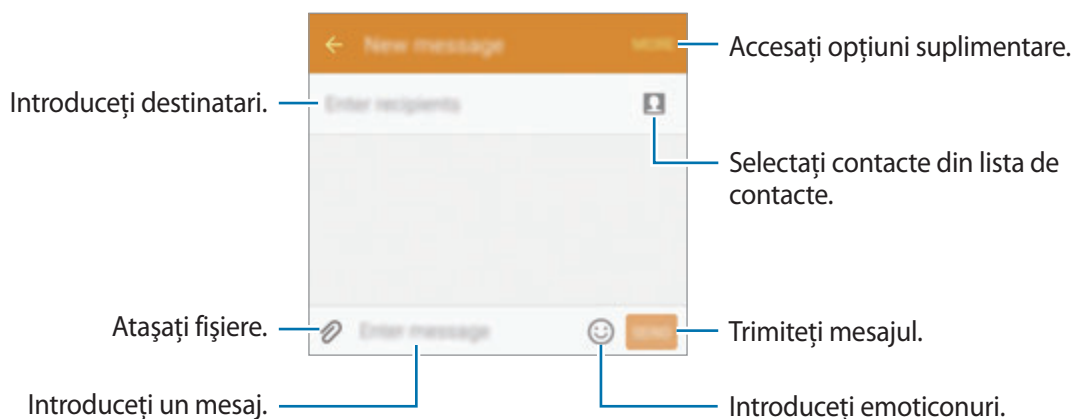 New message
MORE
Accesați opțiuni suplimentare.
Introduceți destinatari.
Enter recipients
Selectați contacte din lista de
contacte.
Atașați fișiere.
Enter message
SEND
Trimiteți mesajul.
Introduceți un mesaj.
Introduceți emoticonuri.